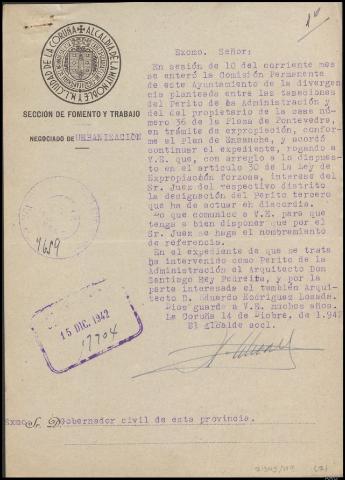 1º
ALCALDIA DE LA MUY NOBLE Y M. L. CIUDAD DE LA CORUÑA
SECCIÓN DE FOMENTO Y TRABAJO
NEGOCIADO DE URBANIZACIÓN
Excmo. Señor:
En sesión de 10 del corriente mes
se enteró la Comisión Permanente
de este Ayuntamiento de la divergen
cia planteada entre las tasaciones
del Perito de la Administración y
del del propietario de la casa nú-
mero 36 de la Plaza de Pontevedra,
en trámite de expropiación, confor-
me al Plan de Ensanche, y acordó
continuar el expediente, rogando a
V.E. que, con arreglo a lo dispues-
to en el artículo 30 de la Ley de
Expropiación forzosa, interese del
Sr. Juez del respectivo distrito
la designación del Perito tercero
que ha de actuar en discordia.
Lo que comunico a V.E. para que
tenga a bien disponer que por el
Sr. Juez se haga el nombramiento
de referencia.
En el expediente de que se trata
ha intervenido como Perito de la
Administración el Arquitecto Don
Santiago Rey Pedreira, y por la
parte interesada el también Arqui-
tecto D. Eduardo Rodríguez Losada.
Dios guarde a V.E. muchos años.
La Coruña 14 de Dicbre. de 1.942
El alcalde accl.
7659
15 DIC. 1942
17704
Excmo. Sr. D. Gobernador civil de esta provincia.